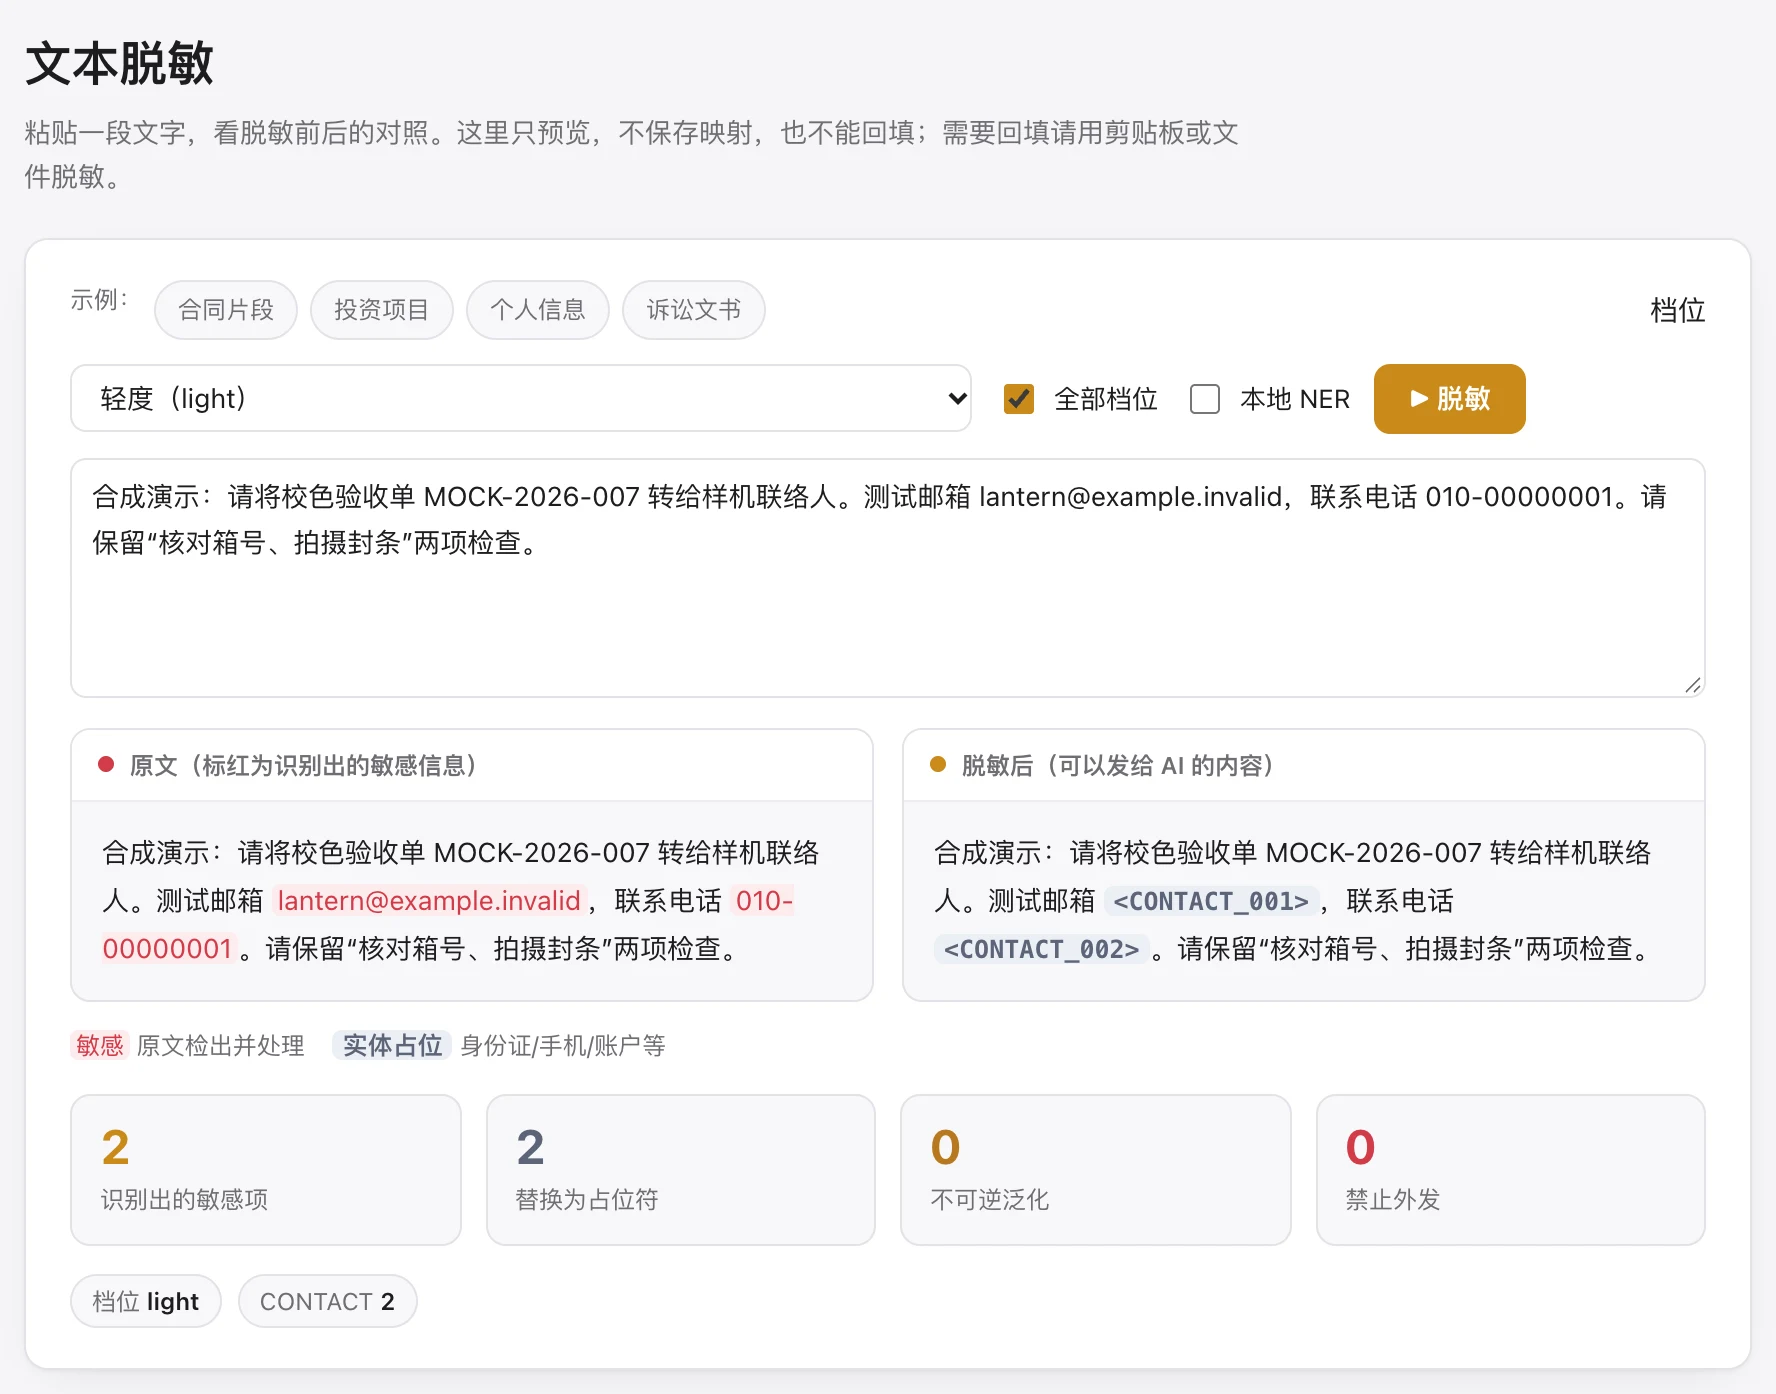 文本脱敏
粘贴一段文字，看脱敏前后的对照。这里只预览，不保存映射，也不能回填；需要回填请用剪贴板或文
件脱敏。
示例：
合同片段
投资项目
个人信息
诉讼文书
档位
轻度（light）
全部档位
本地 NER
▶ 脱敏
合成演示：请将校色验收单 MOCK-2026-007 转给样机联络人。测试邮箱 lantern@example.invalid，联系电话 010-00000001。请
保留“核对箱号、拍摄封条”两项检查。
原文（标红为识别出的敏感信息）
合成演示：请将校色验收单 MOCK-2026-007 转给样机联络
人。测试邮箱 lantern@example.invalid，联系电话 010-
00000001。请保留“核对箱号、拍摄封条”两项检查。
脱敏后（可以发给 AI 的内容）
合成演示：请将校色验收单 MOCK-2026-007 转给样机联络
人。测试邮箱 <CONTACT_001>，联系电话
<CONTACT_002>。请保留“核对箱号、拍摄封条”两项检查。
敏感 原文检出并处理 实体占位 身份证/手机/账户等
2
识别出的敏感项
2
替换为占位符
0
不可逆泛化
0
禁止外发
档位 light
CONTACT 2